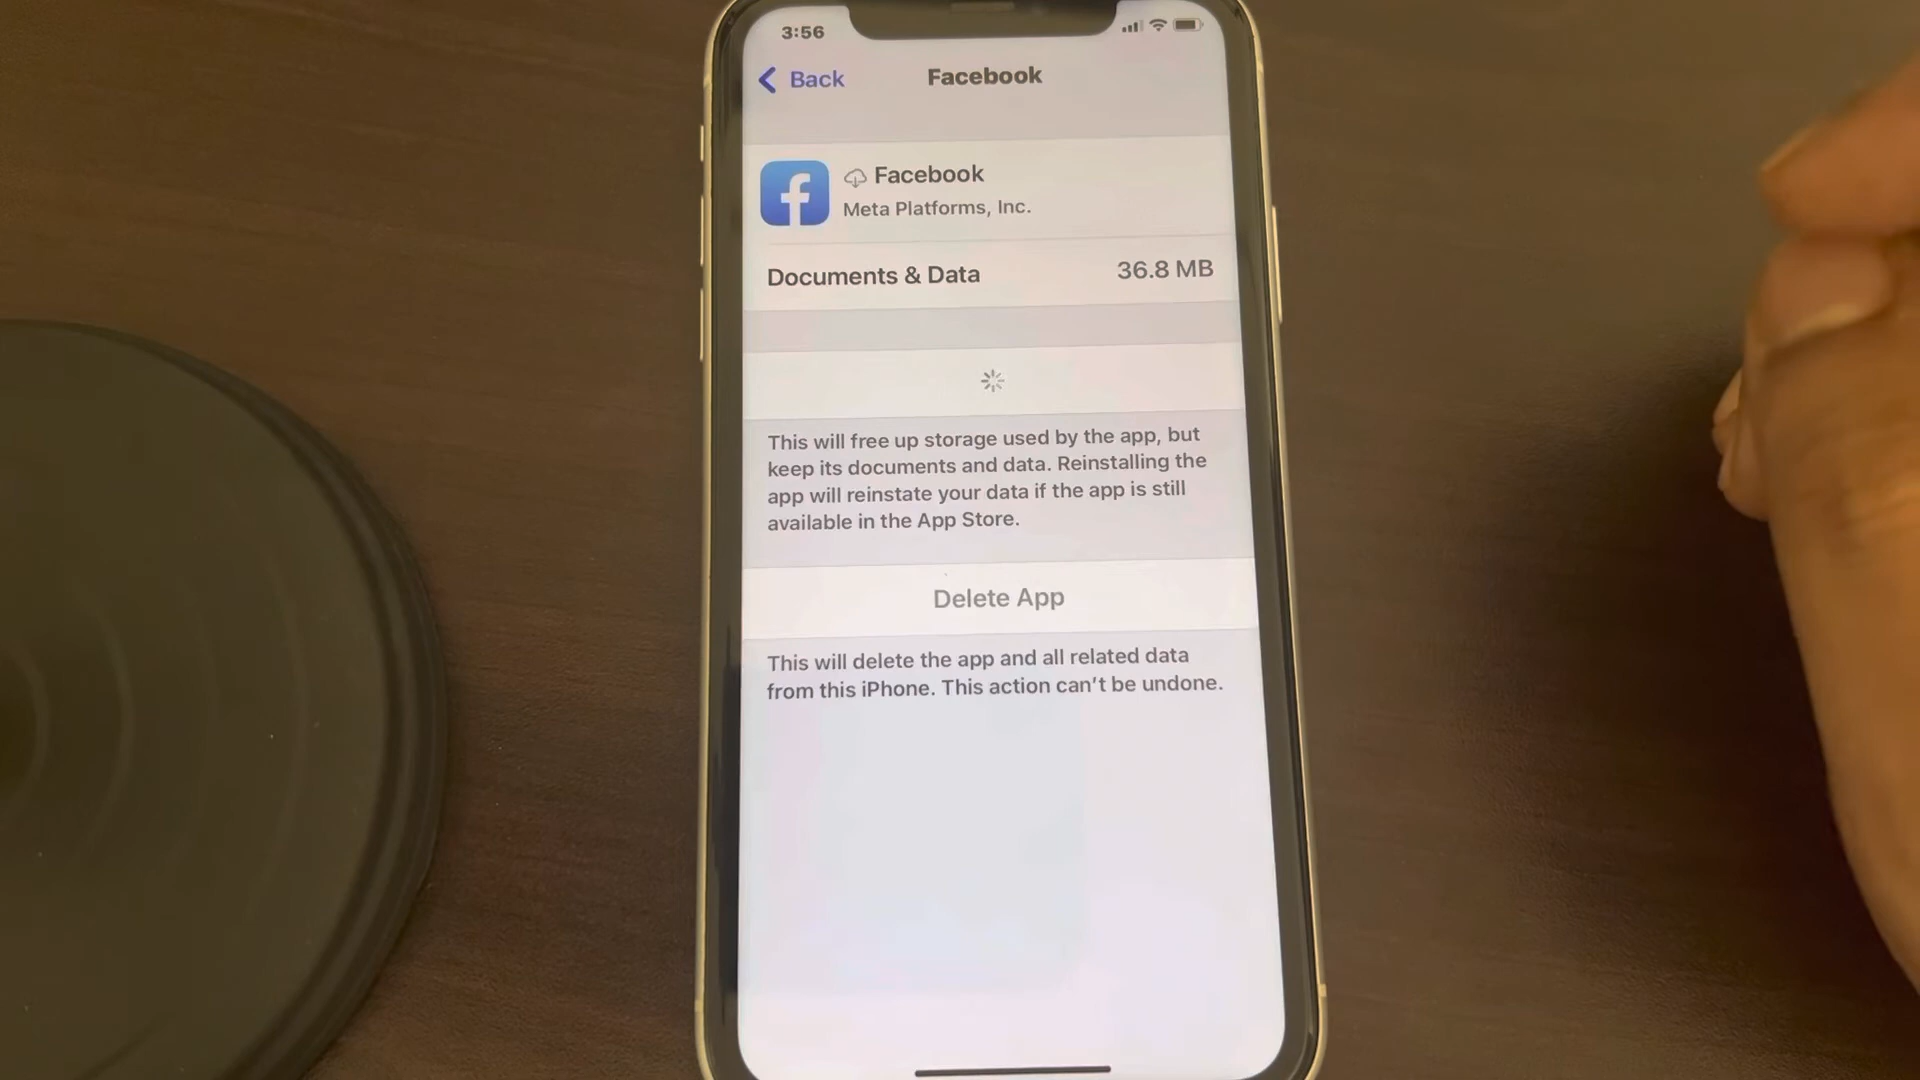 3:56
Back
Facebook
Facebook
Meta Platforms, Inc.
Documents & Data
36.8 MB
This will free up storage used by the app, but
keep its documents and data. Reinstalling the
app will reinstate your data if the app is still
available in the App Store.
Delete App
This will delete the app and all related data
from this iPhone. This action can’t be undone.